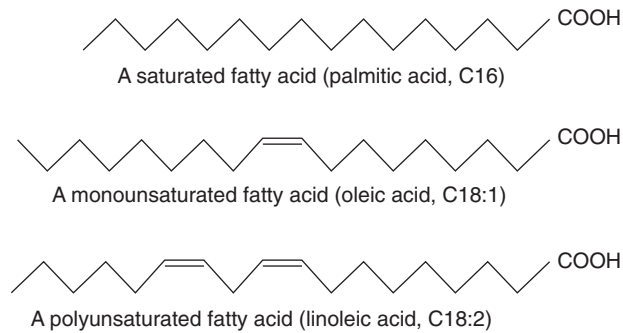 COOH
A saturated fatty acid (palmitic acid, C16)
COOH
A monounsaturated fatty acid (oleic acid, C18:1)
COOH
A polyunsaturated fatty acid (linoleic acid, C18:2)